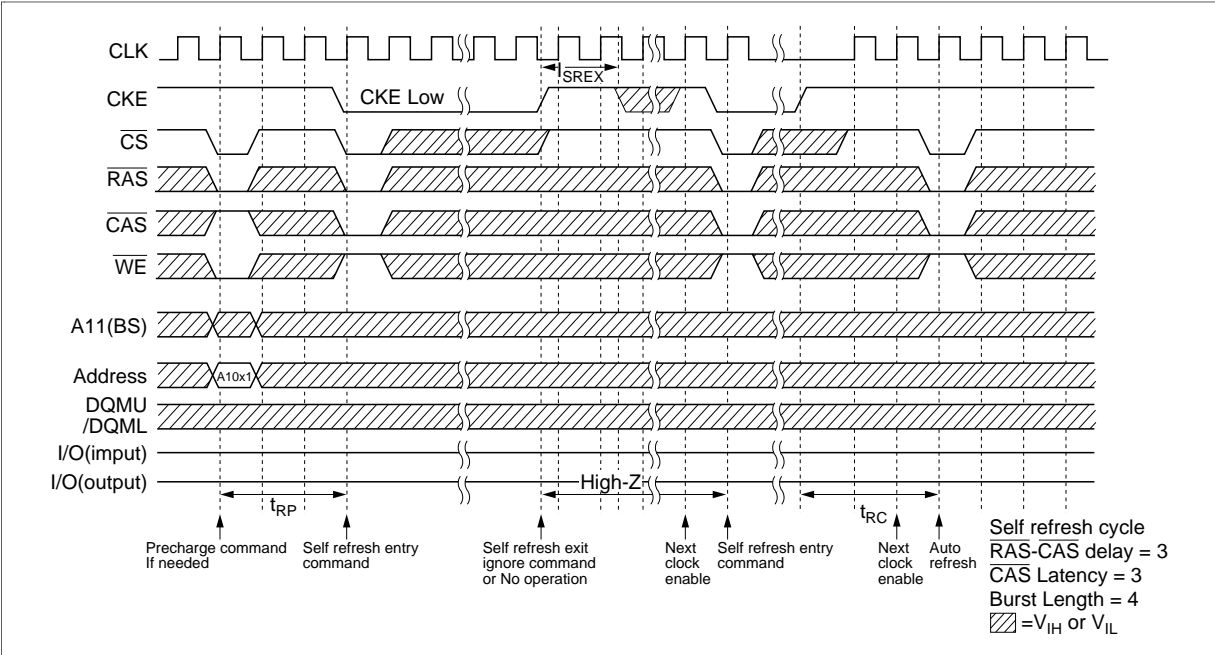 CLK
l SREX
CKE
CKE Low
CS
RAS
CAS
WE
A11(BS)
Address
A10x1
DQMU
/DQML
I/O(imput)
I/O(output)
High-Z
tRP
tRC
Precharge command
If needed
Self refresh entry
command
Self refresh exit
ignore command
or No operation
Next
clock
enable
Self refresh entry
command
Next
clock
enable
Auto
refresh
Self refresh cycle
RAS-CAS delay = 3
CAS Latency = 3
Burst Length = 4
=VIH or VIL